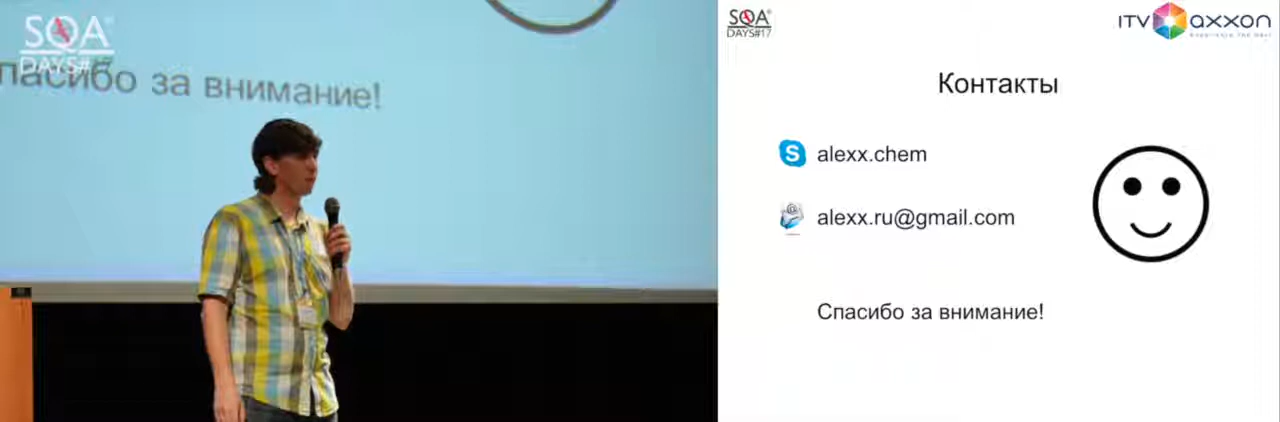 SQA
DAYS#17
пасибо за внимание!
SQA
DAYS#17
ITV axxon
Контакты
alexx.chem
alexx.ru@gmail.com
Спасибо за внимание!